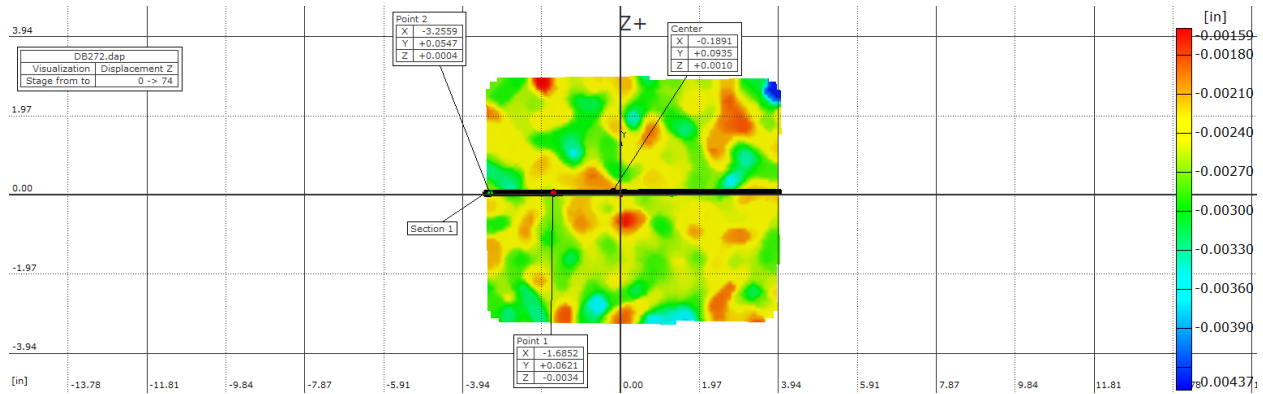 [in]
Z+
3.94
1.97
0.00
-1.97
-3.94
[in]
DB272.dap
Visualization Displacement Z
Stage from to 0 -> 74
Point 2
X -3.2559
Y +0.0547
Z +0.0004
Center
X -0.1891
Y +0.0935
Z +0.0010
Y
Section 1
Point 1
X -1.6852
Y +0.0621
Z -0.0034
-13.78 -11.81 -9.84 -7.87 -5.91 -3.94 0.00 1.97 3.94 5.91 7.87 9.84 11.81
-0.00159
-0.00180
-0.00210
-0.00240
-0.00270
-0.00300
-0.00330
-0.00360
-0.00390
-0.00437